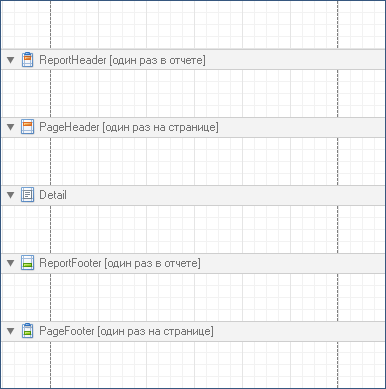 ReportHeader [один раз в отчете]
PageHeader [один раз на странице]
Detail
ReportFooter [один раз в отчете]
PageFooter [один раз на странице]